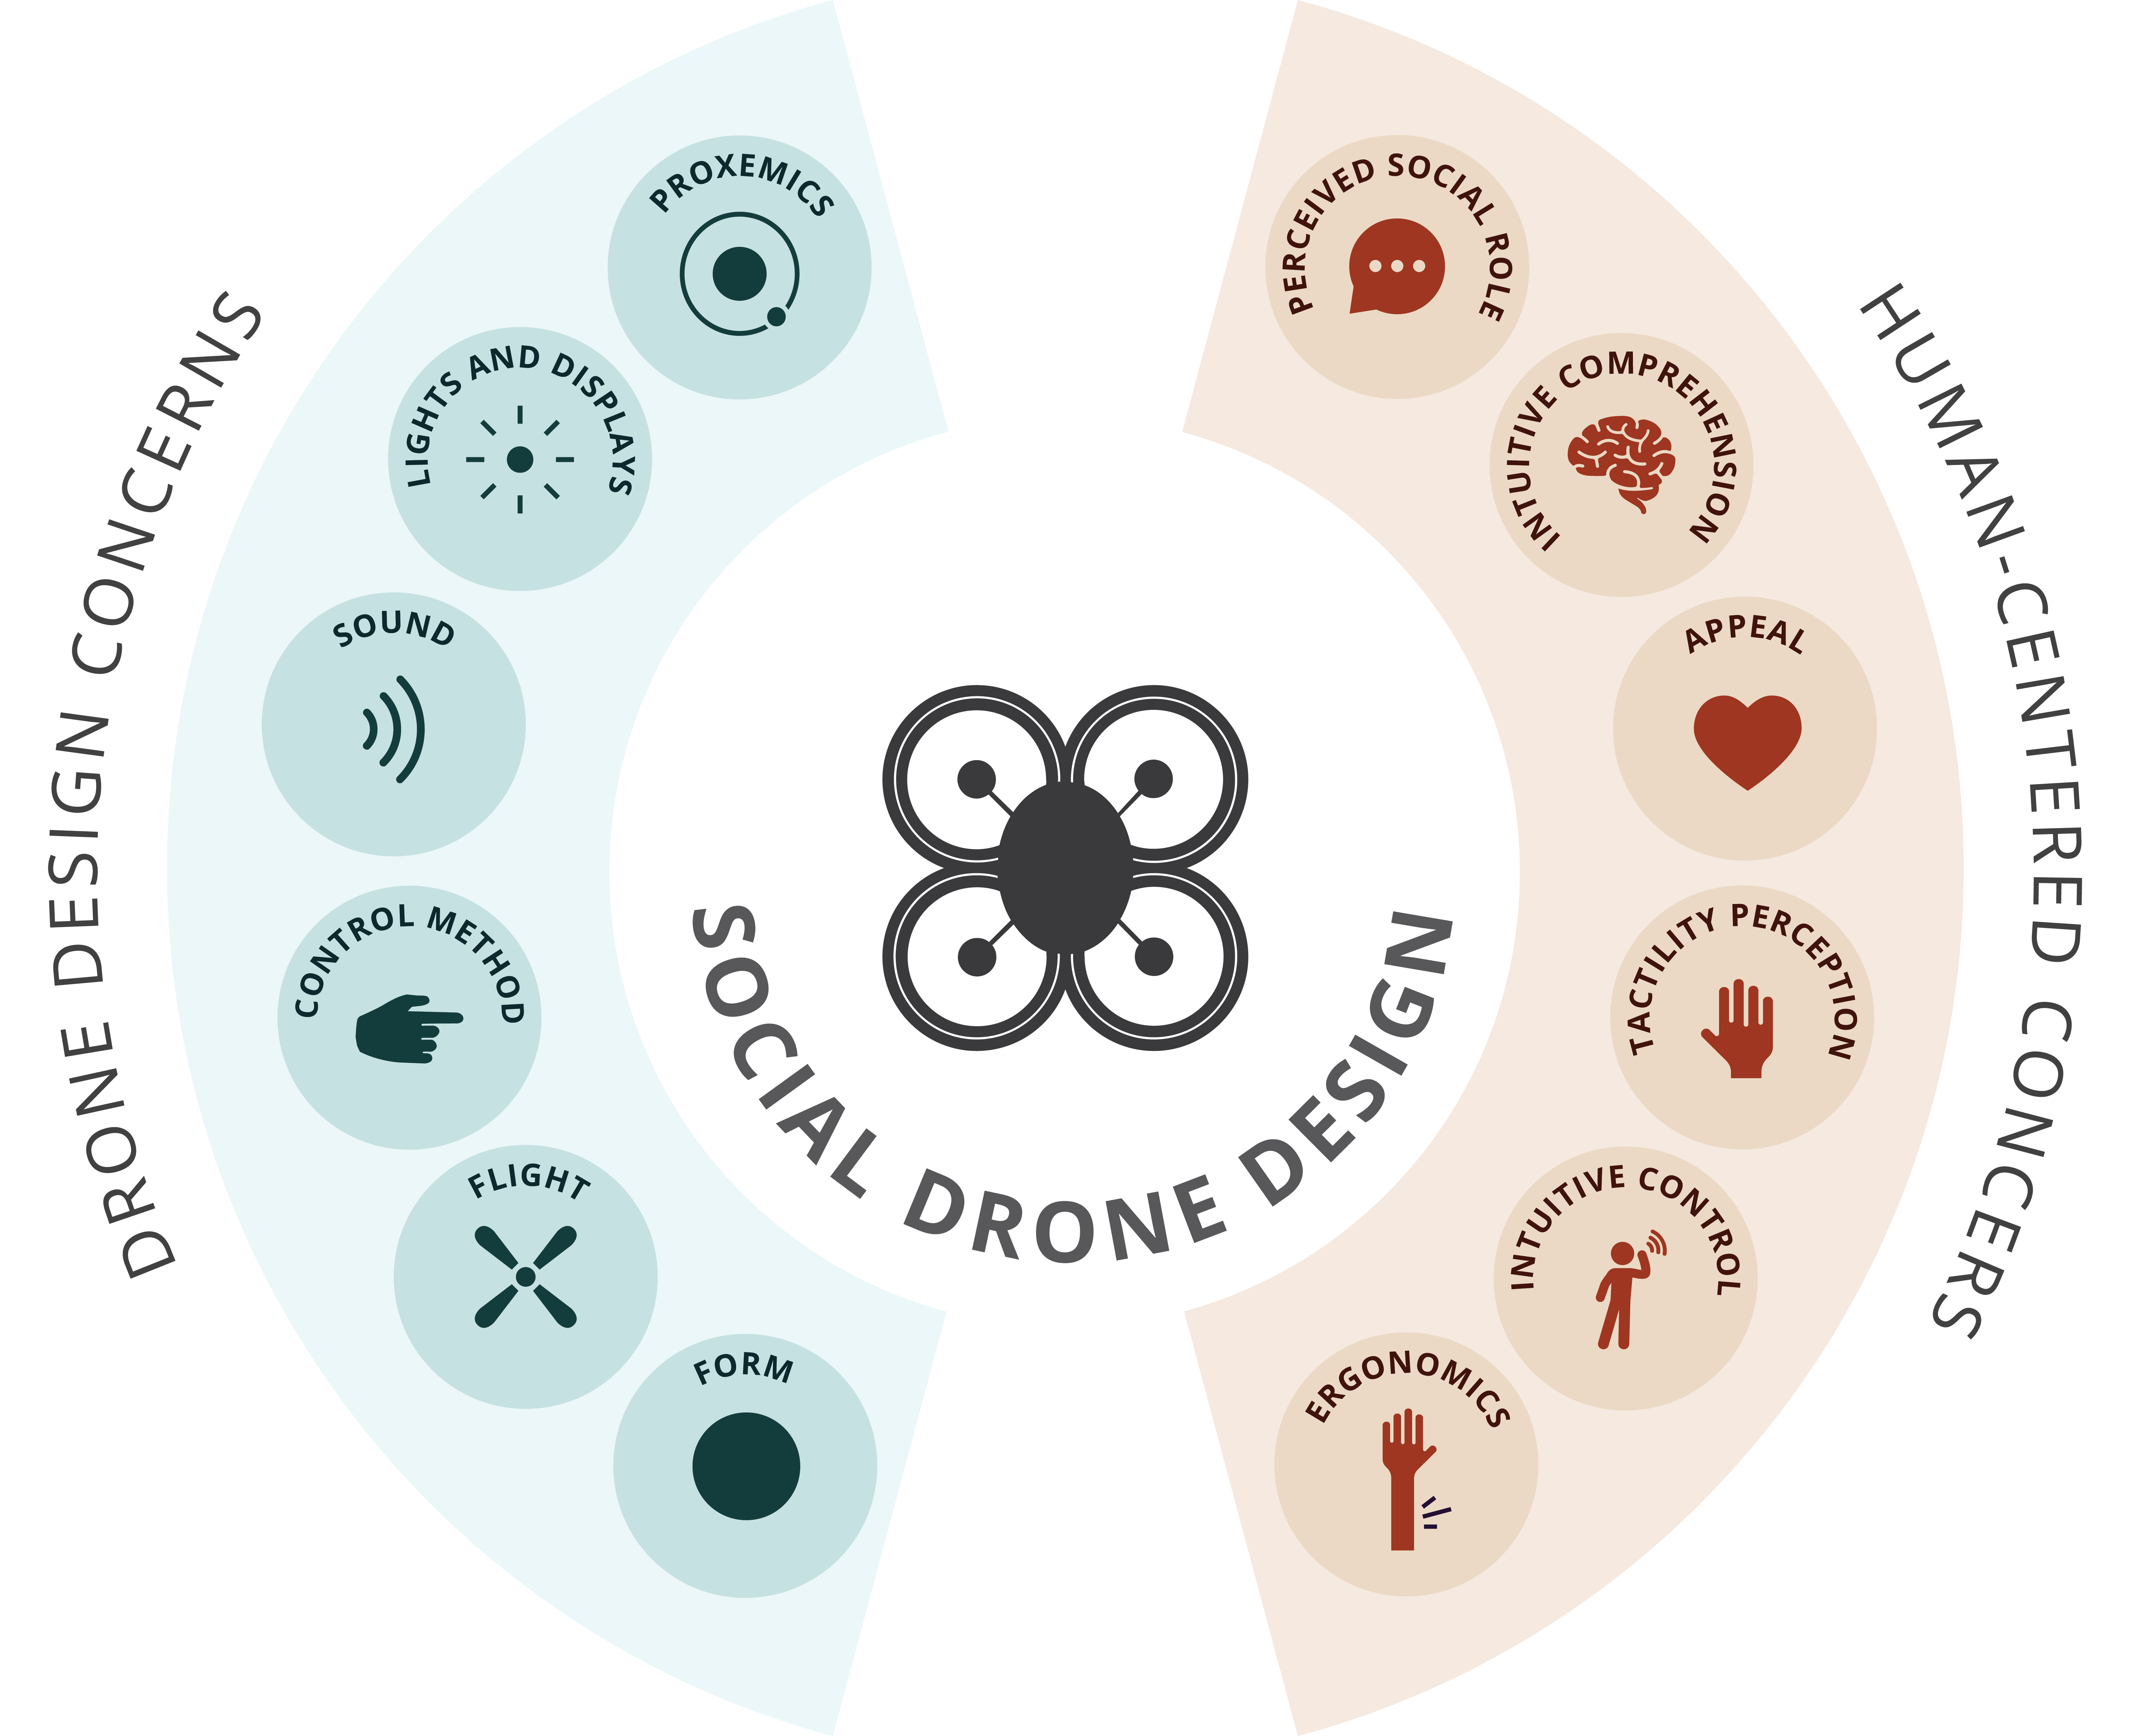 DRONE DESIGN CONCERNS
PROXEMICS
LIGHTS AND DISPLAYS
SOUND
CONTROL METHOD
FLIGHT
FORM
SOCIAL DRONE DESIGN
PERCEIVED SOCIAL ROLE
INTUITIVE COMPREHENSION
APPEAL
TACTILITY PERCEPTION
INTUITIVE CONTROL
ERGONOMICS
HUMAN-CENTERED CONCERS